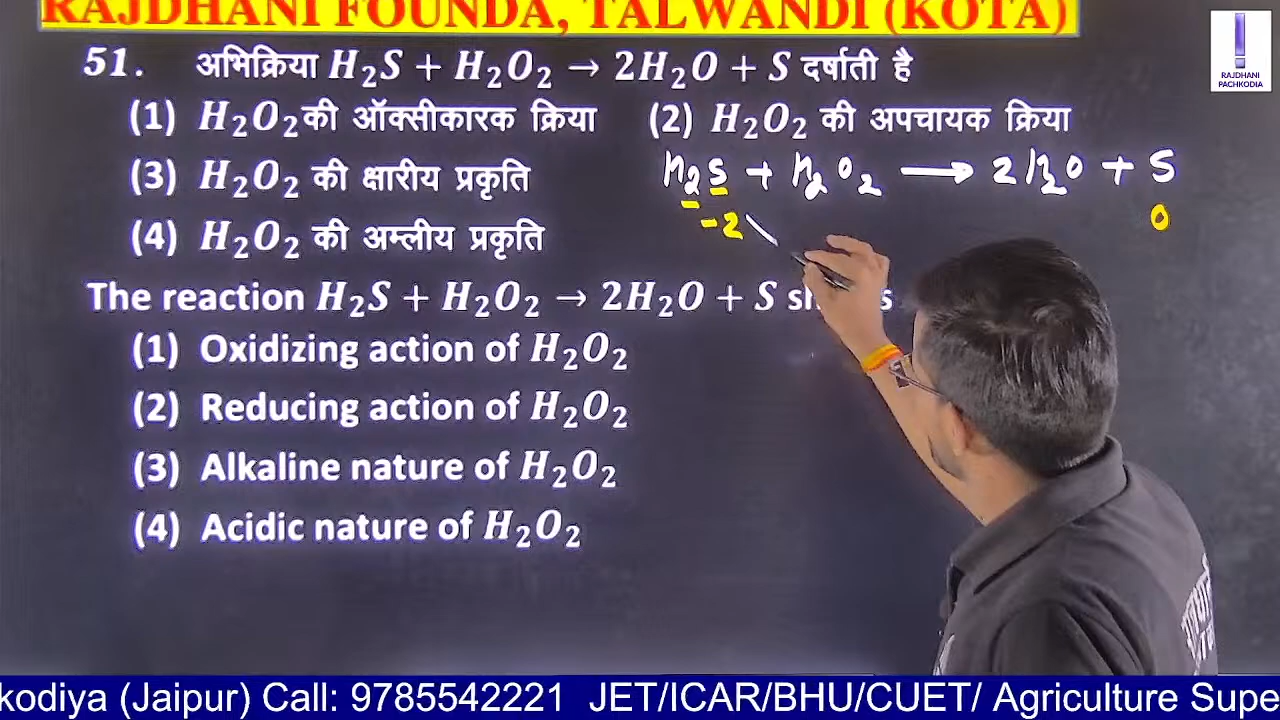 RAJDHANI FOUNDA, TALWANDI (KOTA)
RAJDHANI
PACHKODIA
51. अभिक्रिया H₂S + H₂O₂ → 2H₂O + S दर्षाती है
(1) H₂O₂ की ऑक्सीकारक क्रिया (2) H₂O₂ की अपचायक क्रिया
(3) H₂O₂ की क्षारीय प्रकृति
H₂S + H₂O₂ → 2H₂O + S
-2 0
(4) H₂O₂ की अम्लीय प्रकृति
The reaction H₂S + H₂O₂ → 2H₂O + S
(1) Oxidizing action of H₂O₂
(2) Reducing action of H₂O₂
(3) Alkaline nature of H₂O₂
(4) Acidic nature of H₂O₂
kodiya (Jaipur) Call: 9785542221 JET/ICAR/BHU/CUET/ Agriculture Supe